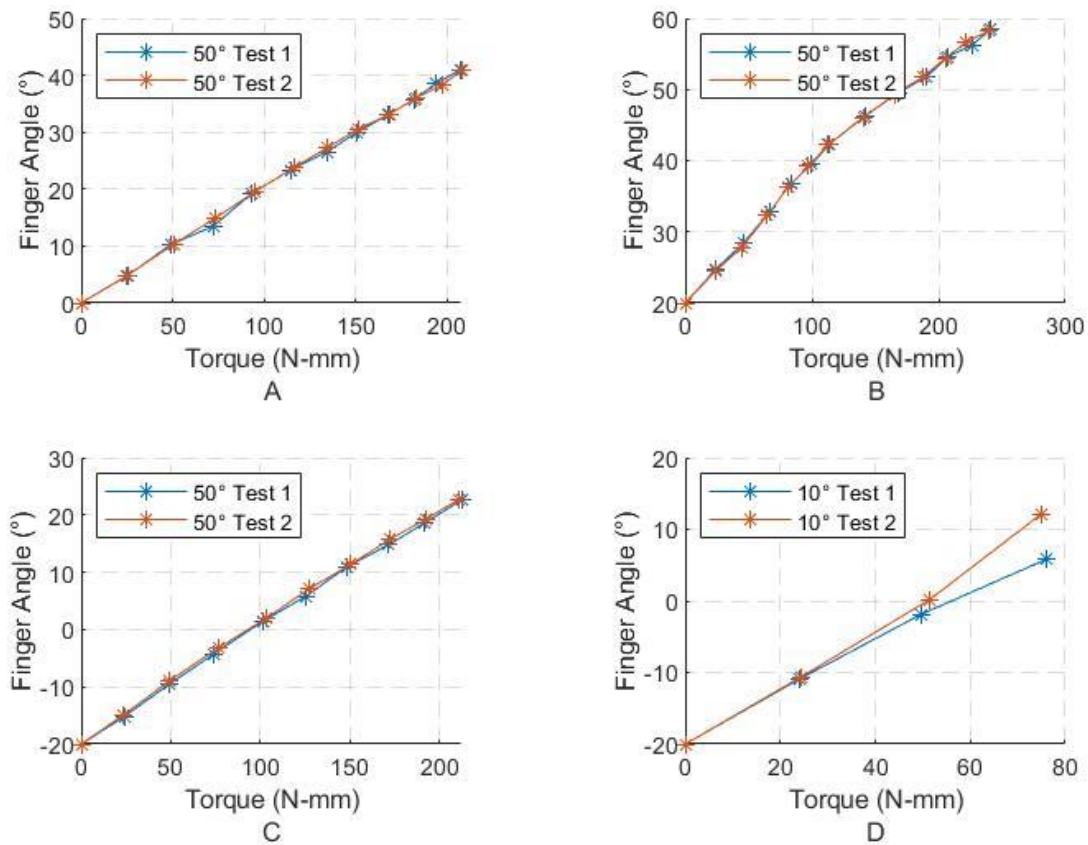 50
40
30
20
10
0
Finger Angle (°)
50° Test 1
50° Test 2
0 50 100 150 200
Torque (N-mm)
A
60
50
40
30
20
Finger Angle (°)
50° Test 1
50° Test 2
0 100 200 300
Torque (N-mm)
B
30
20
10
0
-10
-20
Finger Angle (°)
50° Test 1
50° Test 2
0 50 100 150 200
Torque (N-mm)
C
20
10
0
-10
-20
Finger Angle (°)
10° Test 1
10° Test 2
0 20 40 60 80
Torque (N-mm)
D